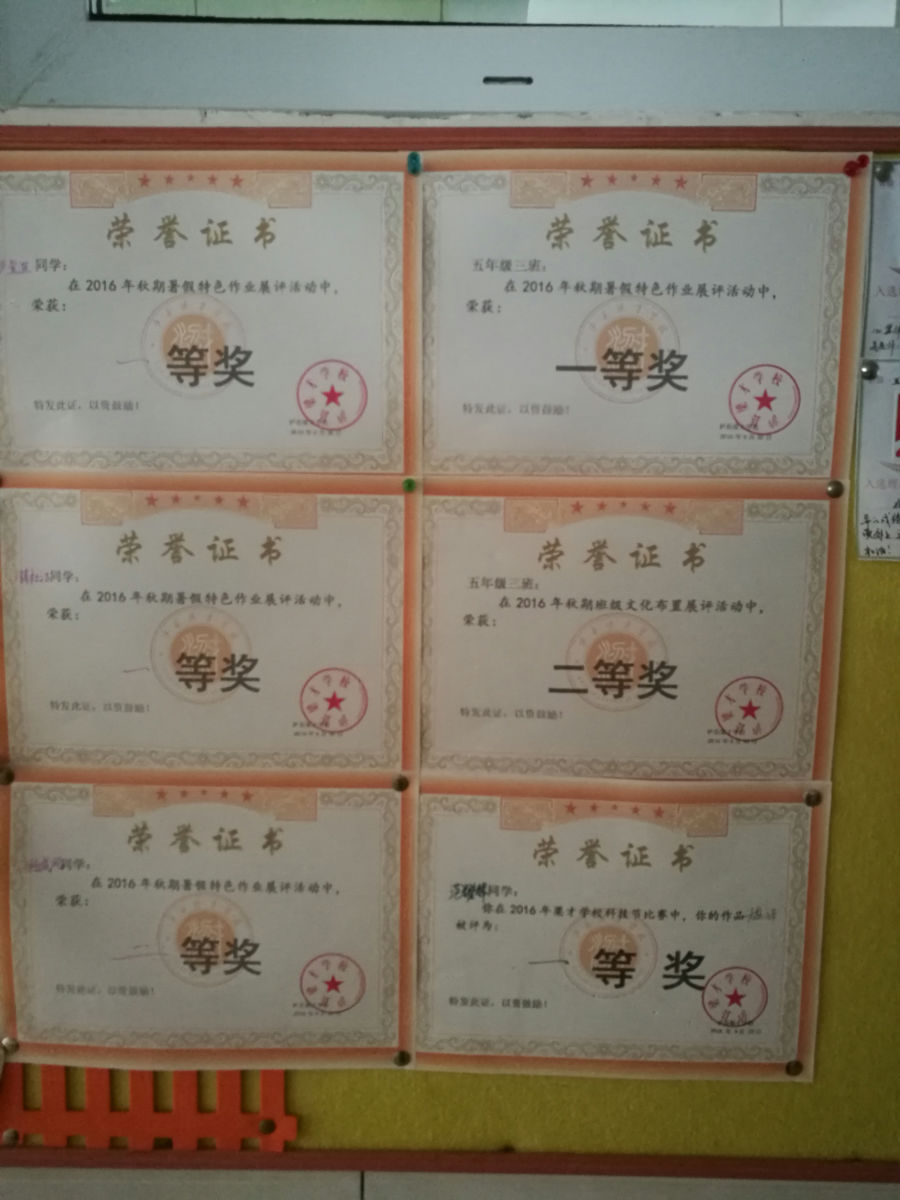 荣誉证书
同学：
在2016年秋期暑假特色作业展评活动中，
荣获：
一等奖
特发此证，以资鼓励！
荣誉证书
五年级三班：
在2016年秋期暑假特色作业展评活动中，
荣获：
一等奖
特发此证，以资鼓励！
荣誉证书
同学：
在2016年秋期暑假特色作业展评活动中，
荣获：
一等奖
特发此证，以资鼓励！
荣誉证书
五年级三班：
在2016年秋期班级文化布置展评活动中，
荣获：
二等奖
特发此证，以资鼓励！
荣誉证书
同学：
在2016年秋期暑假特色作业展评活动中，
荣获：
二等奖
特发此证，以资鼓励！
荣誉证书
同学：
你在2016年栗才学校科技节比赛中，你的作品
被评为：
一等奖
特发此证，以资鼓励！
入选
入选